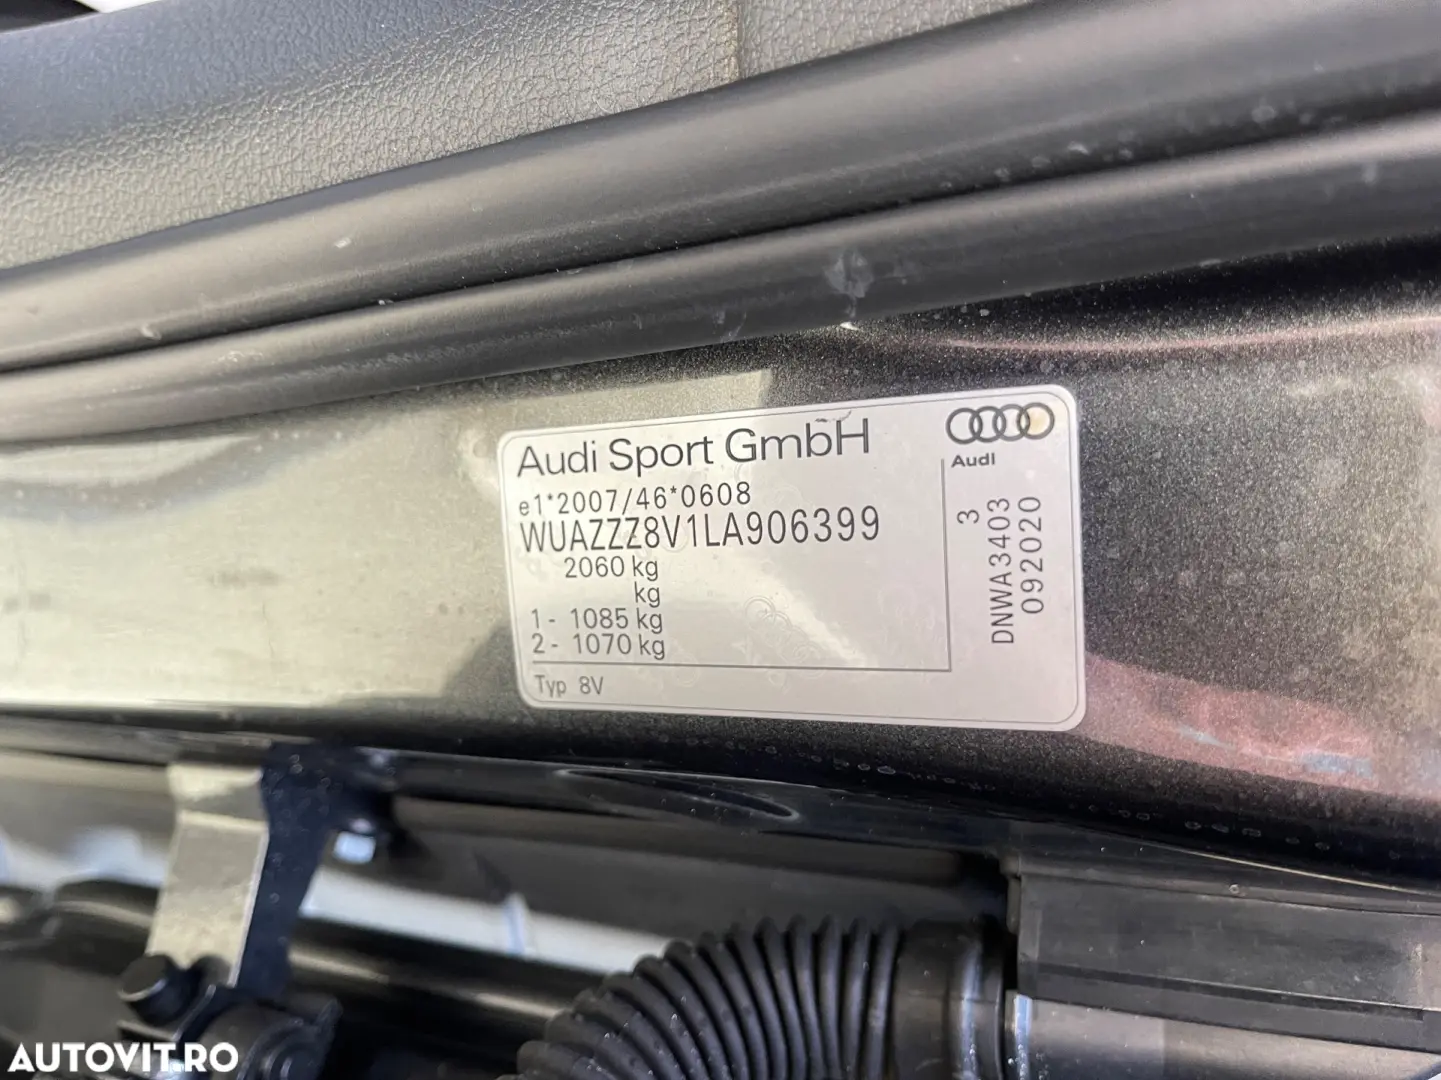 Audi Sport GmbH
Audi
e1*2007/46*0608
WUAZZZ8V1LA906399
2060 kg
kg
1- 1085 kg
2- 1070 kg
Typ 8V
3
DNWA3403
092020
AUTOVIT.RO